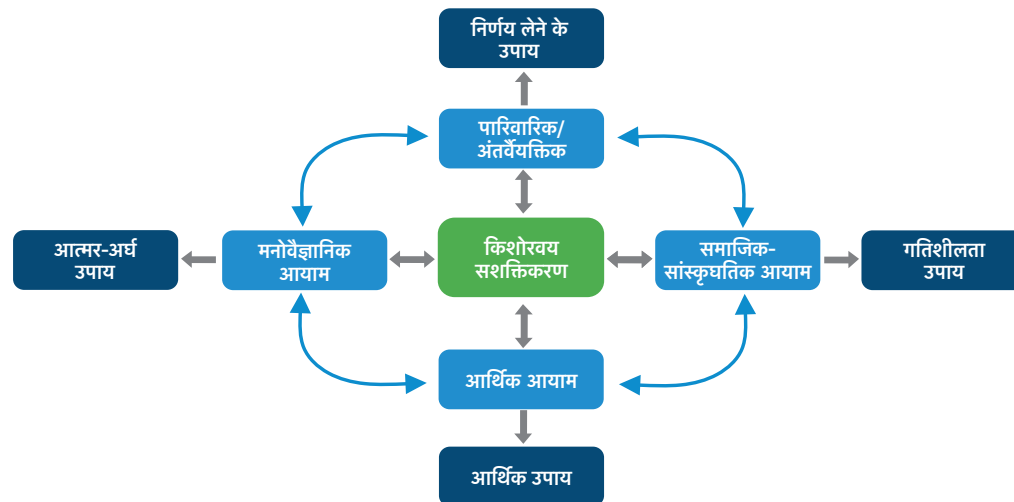 निर्णय लेने के
उपाय
पारिवारिक/
अंतर्वैयक्तिक
आत्मर-अर्घ
उपाय
मनोवैज्ञानिक
आयाम
किशोरवय
सशक्तिकरण
समाजिक-
सांस्कृघतिक आयाम
गतिशीलता
उपाय
आर्थिक आयाम
आर्थिक उपाय